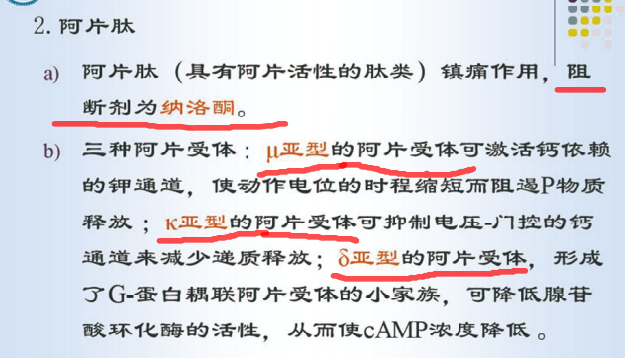 2. 阿片肽
a) 阿片肽（具有阿片活性的肽类）镇痛作用，阻
断剂为纳洛酮。
b) 三种阿片受体：μ亚型的阿片受体可激活钙依赖
的钾通道，使动作电位的时程缩短而阻遏P物质
释放；κ亚型的阿片受体可抑制电压-门控的钙
通道来减少递质释放；δ亚型的阿片受体，形成
了G-蛋白耦联阿片受体的小家族，可降低腺苷
酸环化酶的活性，从而使cAMP浓度降低。